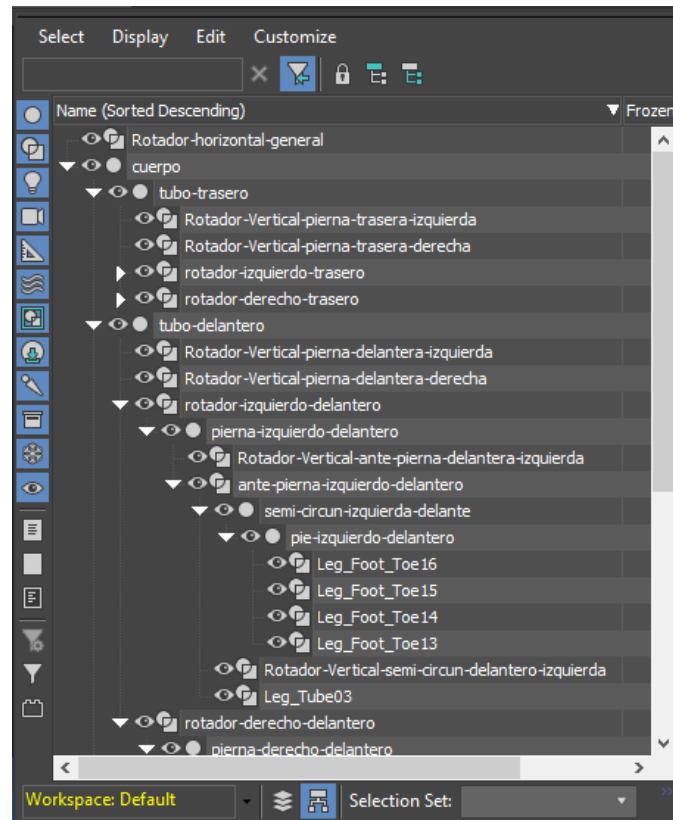 Select Display Edit Customize
Name (Sorted Descending) Frozen
Rotador-horizontal-general
cuerpo
tubo-trasero
Rotador-Vertical-pierna-trasera-izquierda
Rotador-Vertical-pierna-trasera-derecha
rotador-izquierdo-trasero
rotador-derecho-trasero
tubo-delantero
Rotador-Vertical-pierna-delantera-izquierda
Rotador-Vertical-pierna-delantera-derecha
rotador-izquierdo-delantero
pierna-izquierdo-delantero
Rotador-Vertical-ante-pierna-delantera-izquierda
ante-pierna-izquierdo-delantero
semi-circun-izquierda-delante
pie-izquierdo-delantero
Leg_Foot_Toe16
Leg_Foot_Toe15
Leg_Foot_Toe14
Leg_Foot_Toe13
Rotador-Vertical-semi-circun-delantero-izquierda
Leg_Tube03
rotador-derecho-delantero
pierna-derecho-delantero
Workspace: Default Selection Set: